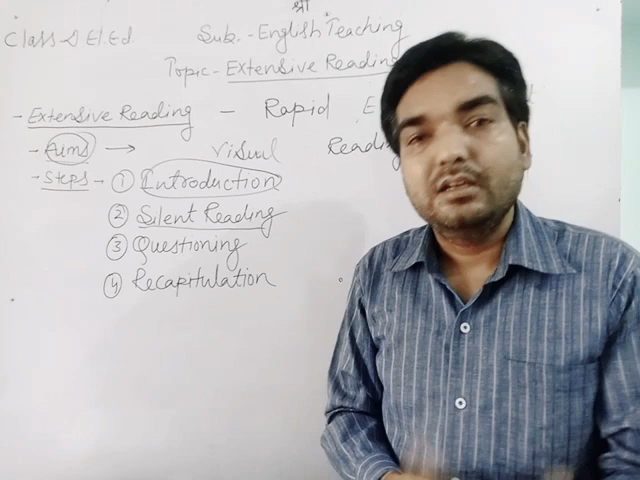 श्री
Class - D.El.Ed Sub. - English Teaching
Topic - Extensive Reading
- Extensive Reading - Rapid E
- Aims → Visual Readin
- Steps - ① Introduction
② Silent Reading
③ Questioning
④ Recapitulation